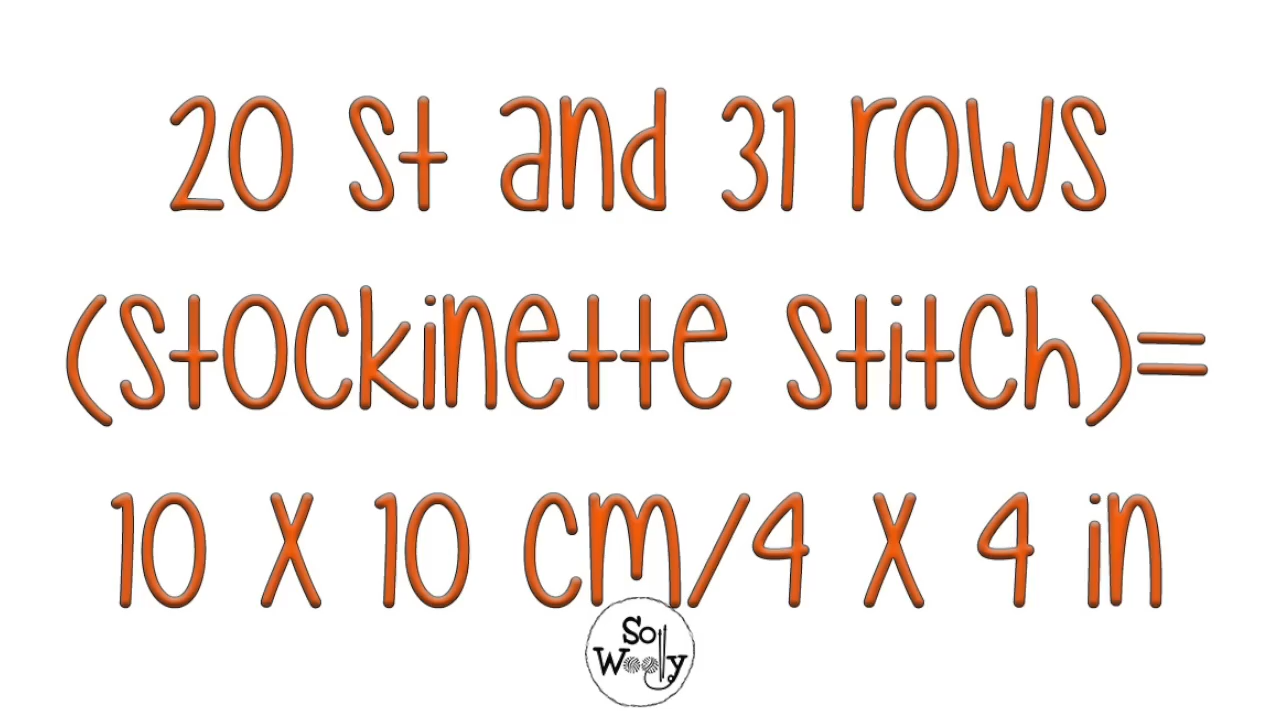 20 st and 31 rows
(stockinette stitch)=
10 x 10 cm/4 x 4 in
So
Woolly